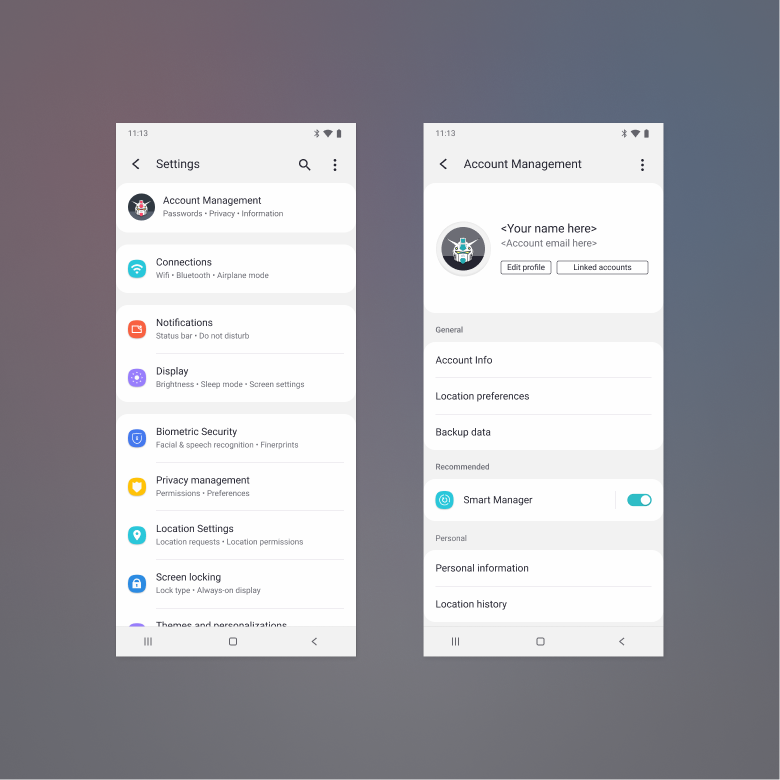 11:13
Settings
Account Management
Passwords • Privacy • Information
Connections
Wifi • Bluetooth • Airplane mode
Notifications
Status bar • Do not disturb
Display
Brightness • Sleep mode • Screen settings
Biometric Security
Facial & speech recognition • Finerprints
Privacy management
Permissions • Preferences
Location Settings
Location requests • Location permissions
Screen locking
Lock type • Always-on display
Themes and personalizations
11:13
Account Management
<Your name here>
<Account email here>
Edit profile
Linked accounts
General
Account Info
Location preferences
Backup data
Recommended
Smart Manager
Personal
Personal information
Location history